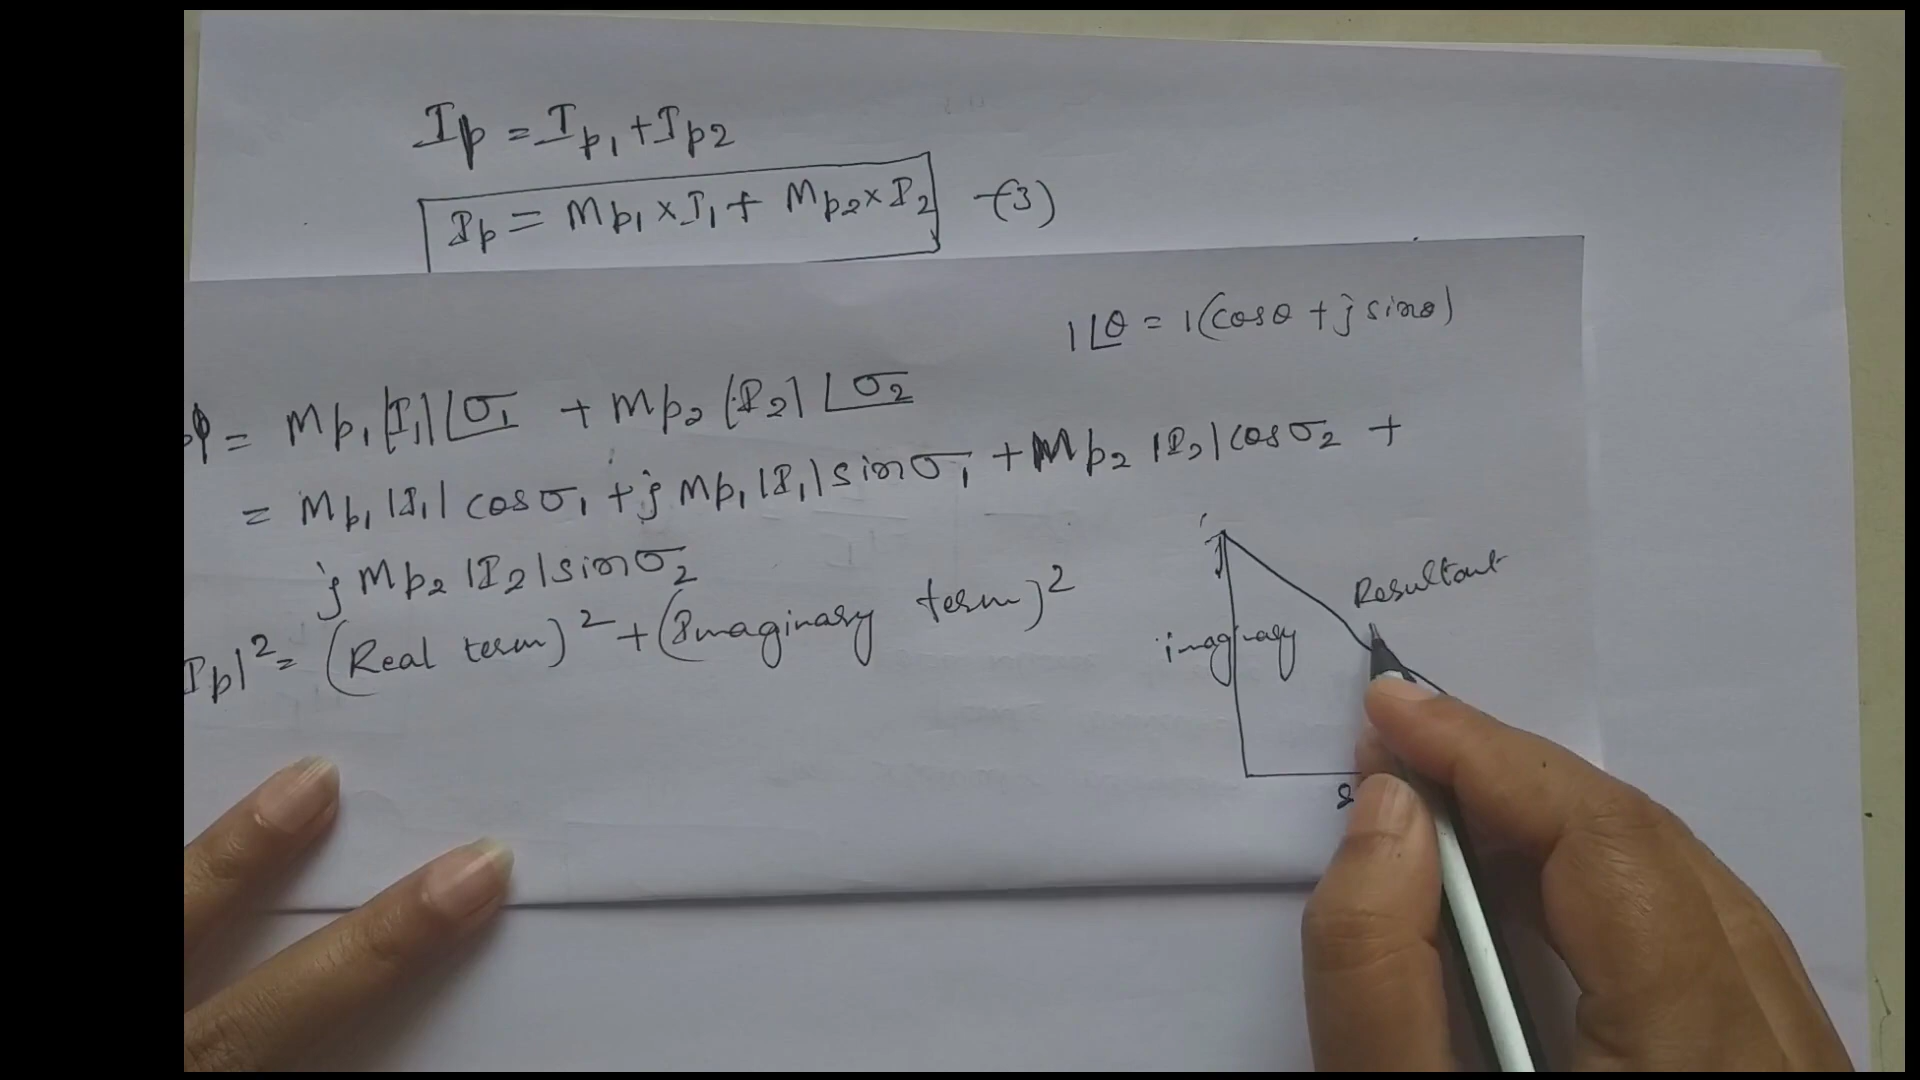 Ip = Ip1 + Ip2
Ip = Mp1 × I1 + Mp2 × I2 -(3)
1∠θ = 1(cosθ + j sinθ)
= Mp1 |I1| ∠σ1 + Mp2 |I2| ∠σ2
= Mp1 |I1| cosσ1 + j Mp1 |I1| sinσ1 + Mp2 |I2| cosσ2 +
j Mp2 |I2| sinσ2
Ip|² = (Real term)² + (Imaginary term)²
Resultant
imaginary